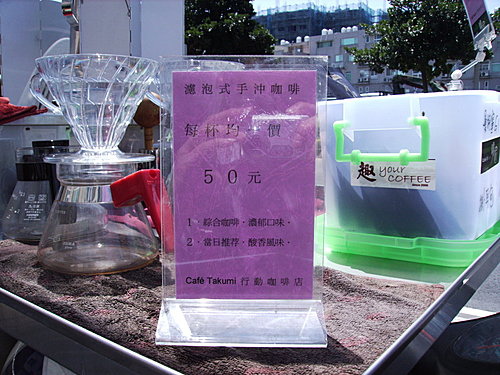 濾泡式手沖咖啡
每杯均一價
50元
1．綜合咖啡．濃郁口味．
2．當日推荐．酸香風味．
Café Takumi 行動咖啡店
趣 your COFFEE